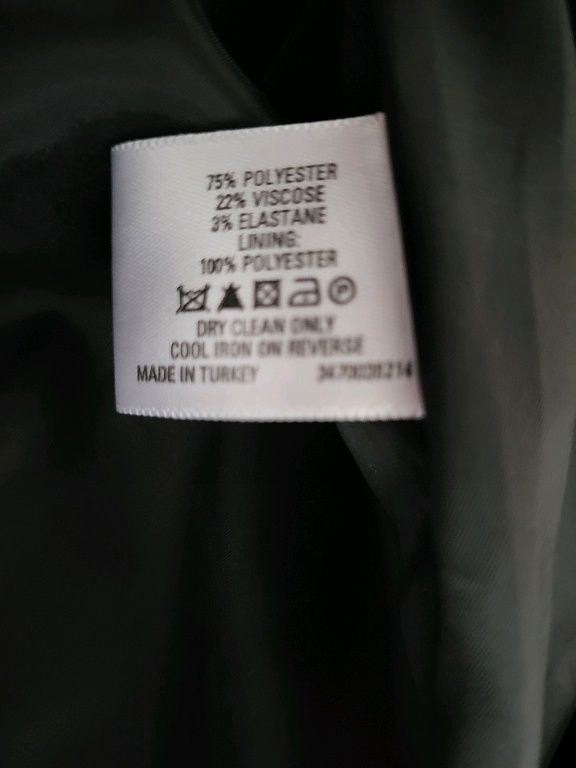 75% POLYESTER
22% VISCOSE
3% ELASTANE
LINING:
100% POLYESTER
P
DRY CLEAN ONLY
COOL IRON ON REVERSE
MADE IN TURKEY